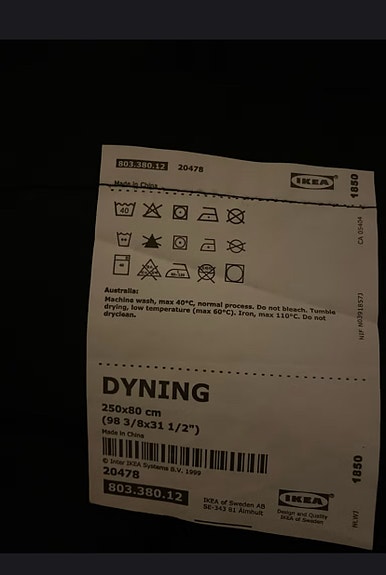 803.380.12 20478
IKEA
1850
Made in China
40
CA 05404
Australia:
Machine wash, max 40°C, normal process. Do not bleach. Tumble
drying, low temperature (max 60°C). Iron, max 110°C. Do not
dryclean.
DYNING
250x80 cm
(98 3/8x31 1/2")
Made in China
© Inter IKEA Systems B.V. 1999
20478
803.380.12
IKEA of Sweden AB
SE-343 81 Älmhult
IKEA
Design and Quality
IKEA of Sweden
1850